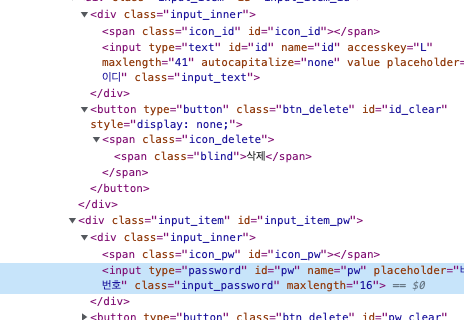 <div class="input_inner">
<span class="icon_id" id="icon_id"></span>
<input type="text" id="id" name="id" accesskey="L"
maxlength="41" autocapitalize="none" value placeholder=
이디" class="input_text">
</div>
<button type="button" class="btn_delete" id="id_clear"
style="display: none;">
<span class="icon_delete">
<span class="blind">삭제</span>
</span>
</button>
</div>
<div class="input_item" id="input_item_pw">
<div class="input_inner">
<span class="icon_pw" id="icon_pw"></span>
<input type="password" id="pw" name="pw" placeholder="
번호" class="input_password" maxlength="16"> == $0
</div>
<button type="button" class="btn_delete" id="pw_clear"